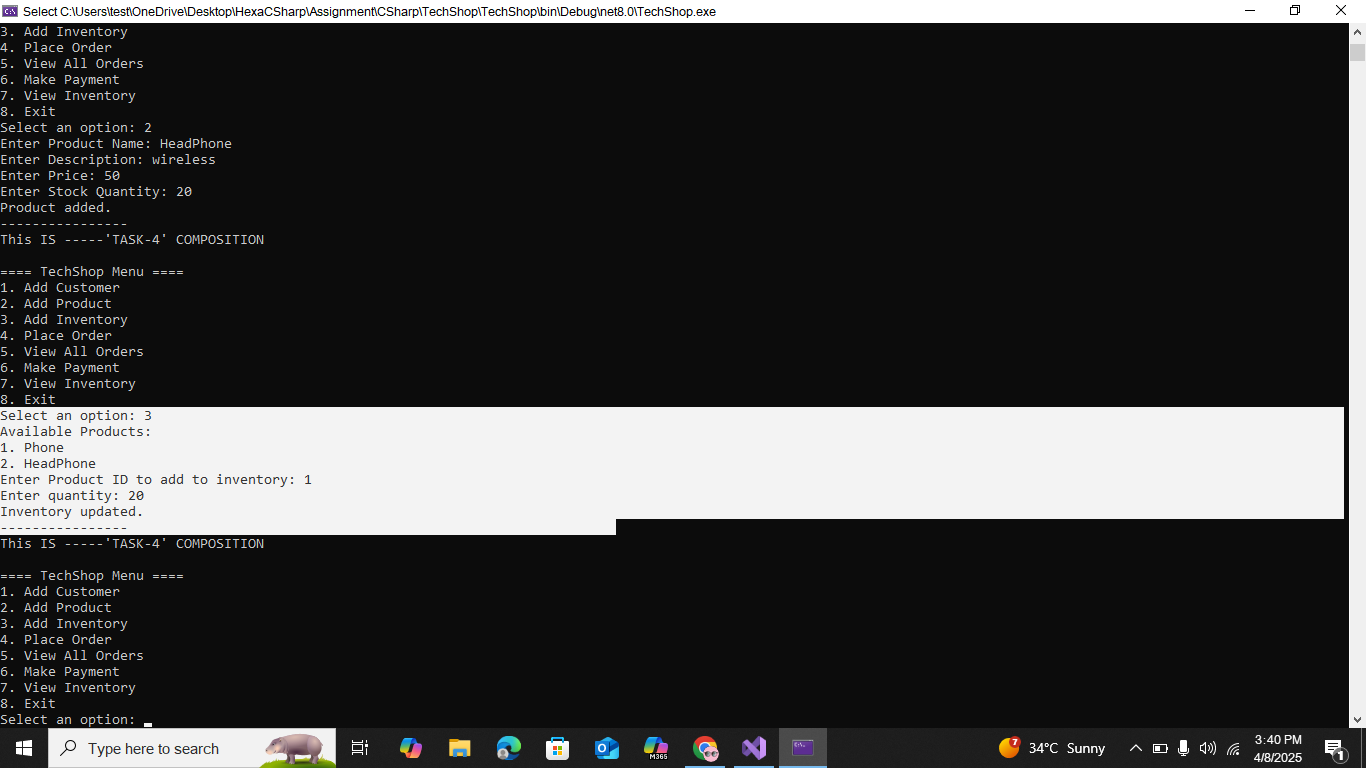 Select C:\Users\test\OneDrive\Desktop\HexaCSharp\Assignment\CSharp\TechShop\TechShop\bin\Debug\net8.0\TechShop.exe
3. Add Inventory
4. Place Order
5. View All Orders
6. Make Payment
7. View Inventory
8. Exit
Select an option: 2
Enter Product Name: HeadPhone
Enter Description: wireless
Enter Price: 50
Enter Stock Quantity: 20
Product added.
----------------
This IS -----'TASK-4' COMPOSITION
==== TechShop Menu ====
1. Add Customer
2. Add Product
3. Add Inventory
4. Place Order
5. View All Orders
6. Make Payment
7. View Inventory
8. Exit
Select an option: 3
Available Products:
1. Phone
2. HeadPhone
Enter Product ID to add to inventory: 1
Enter quantity: 20
Inventory updated.
----------------
This IS -----'TASK-4' COMPOSITION
==== TechShop Menu ====
1. Add Customer
2. Add Product
3. Add Inventory
4. Place Order
5. View All Orders
6. Make Payment
7. View Inventory
8. Exit
Select an option:
Type here to search
M365
7
34°C Sunny
3:40 PM
4/8/2025
1